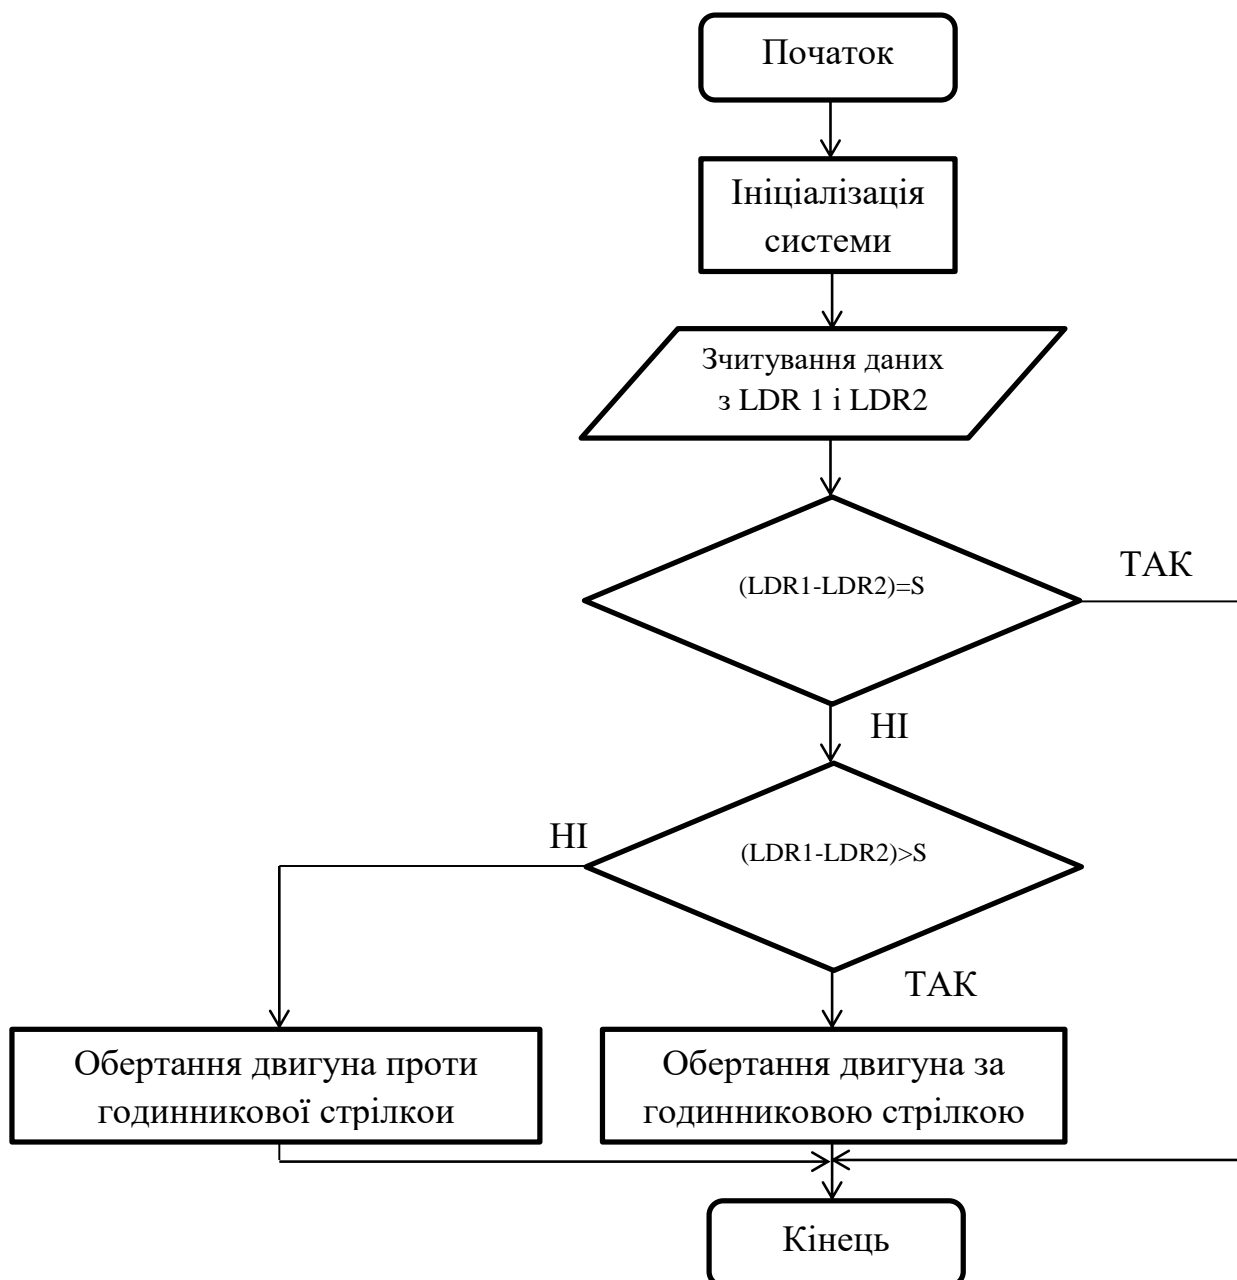 Початок
Ініціалізація
системи
Зчитування даних
з LDR 1 і LDR2
(LDR1-LDR2)=S
ТАК
НІ
(LDR1-LDR2)>S
НІ
ТАК
Обертання двигуна проти
годинникової стрілкои
Обертання двигуна за
годинниковою стрілкою
Кінець